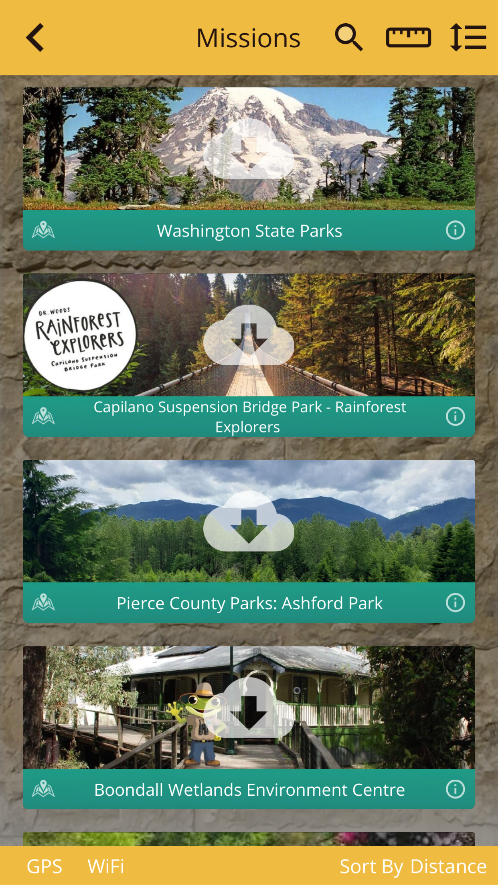 Missions
Washington State Parks
DR. WOODS
RAiNFOREST
EXPLORERS
CAPILANO SUSPENSION
BRIDGE PARK
Capilano Suspension Bridge Park - Rainforest
Explorers
Pierce County Parks: Ashford Park
Boondall Wetlands Environment Centre
GPS WiFi Sort By Distance